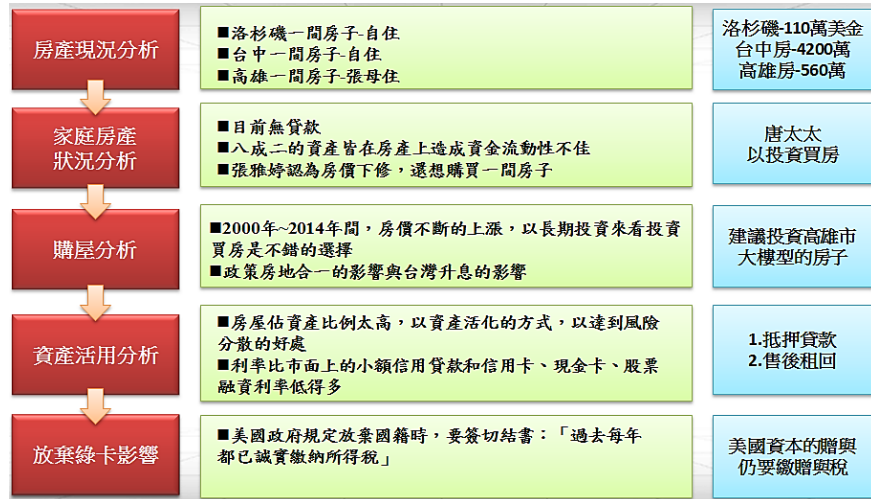 房產現況分析
■洛杉磯一間房子-自住
■台中一間房子-自住
■高雄一間房子-張母住
洛杉磯-110萬美金
台中房-4200萬
高雄房-560萬
家庭房產
狀況分析
■目前無貸款
■八成二的資產皆在房產上造成資金流動性不佳
■張雅婷認為房價下修，還想購買一間房子
唐太太
以投資買房
購屋分析
■2000年~2014年間，房價不斷的上漲，以長期投資來看投資
買房是不錯的選擇
■政策房地合一的影響與台灣升息的影響
建議投資高雄市
大樓型的房子
資產活用分析
■房屋佔資產比例太高，以資產活化的方式，以達到風險
分散的好處
■利率比市面上的小額信用貸款和信用卡、現金卡、股票
融資利率低得多
1.抵押貸款
2.售後租回
放棄綠卡影響
■美國政府規定放棄國籍時，要簽切結書：「過去每年
都已誠實繳納所得稅」
美國資本的贈與
仍要繳贈與稅